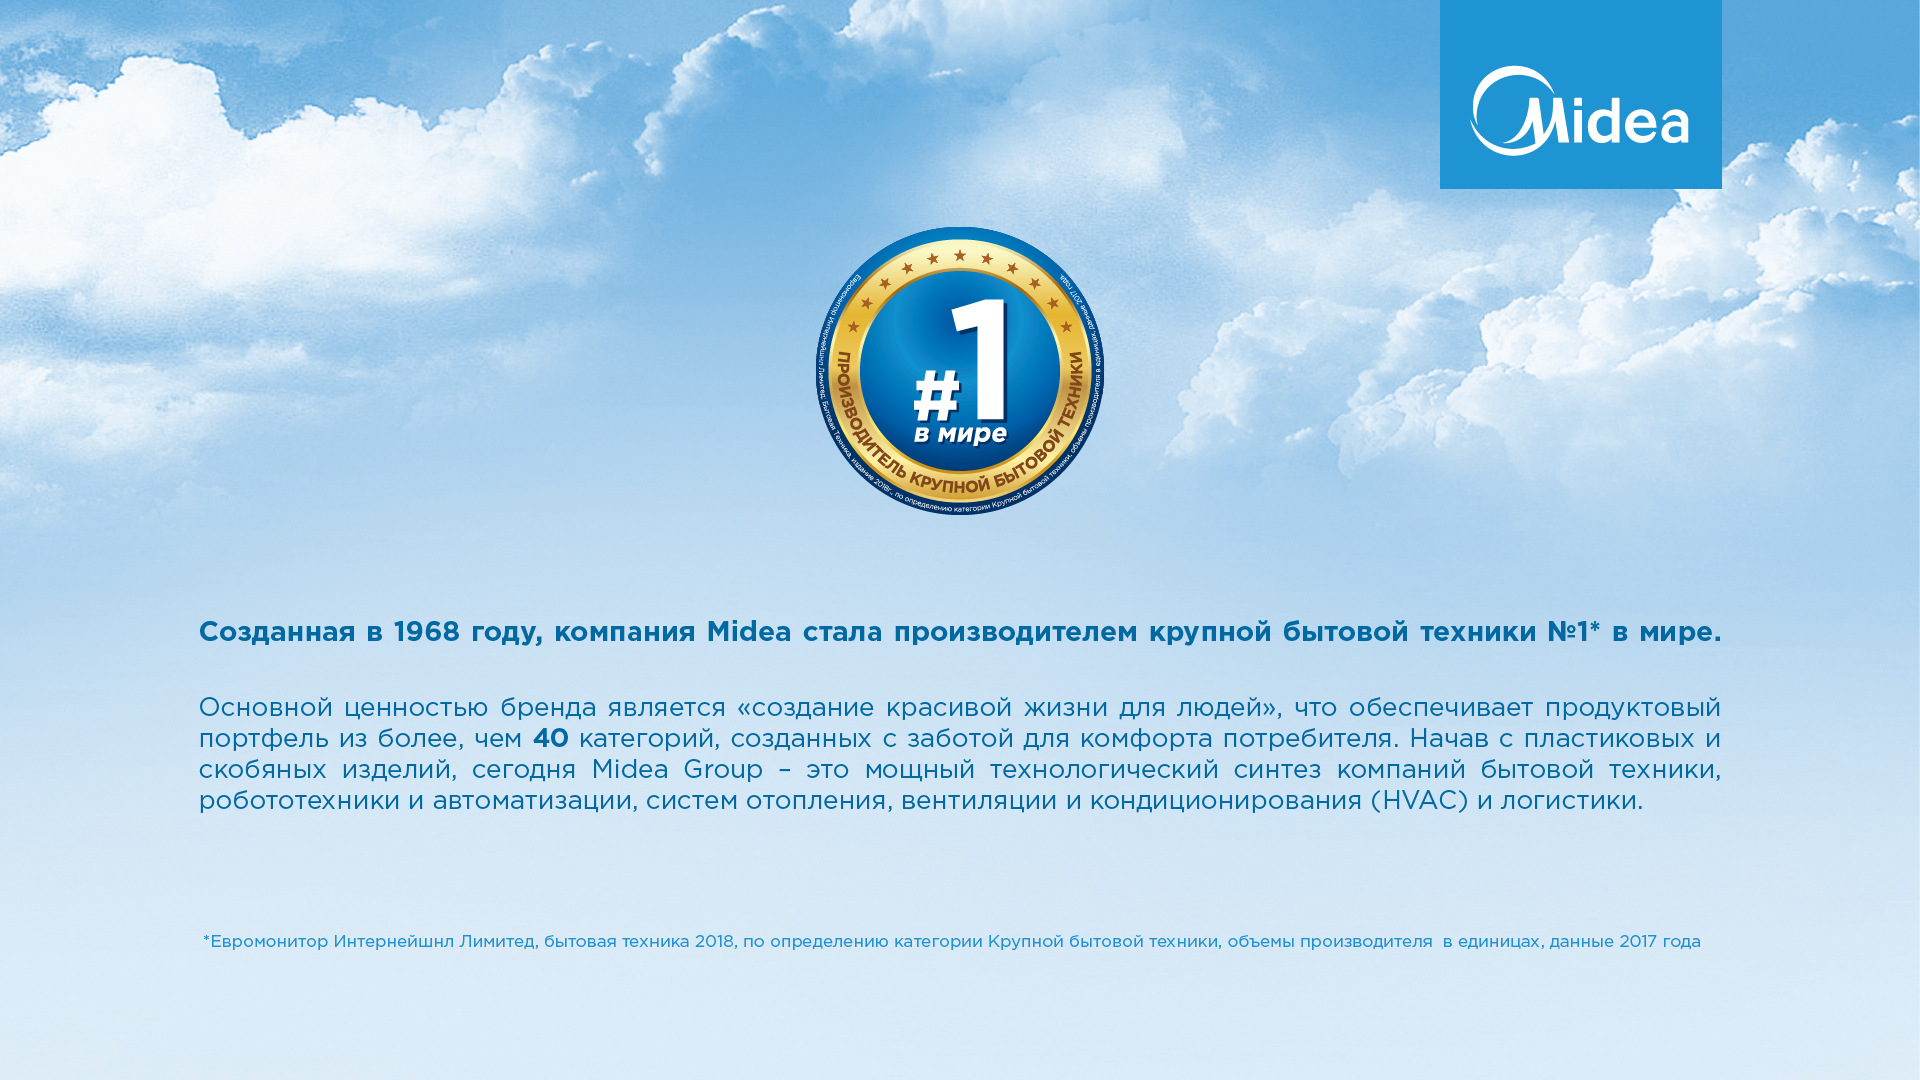 Midea
#1
в мире
ПРОИЗВОДИТЕЛЬ КРУПНОЙ БЫТОВОЙ ТЕХНИКИ
Евромонитор Интернейшнл Лимитед, Бытовая Техника, издание 2018г., по определению категории Крупной бытовой техники, объемы производителя в единицах, данные 2017 года.
Созданная в 1968 году, компания Midea стала производителем крупной бытовой техники №1* в мире.
Основной ценностью бренда является «создание красивой жизни для людей», что обеспечивает продуктовый
портфель из более, чем 40 категорий, созданных с заботой для комфорта потребителя. Начав с пластиковых и
скобяных изделий, сегодня Midea Group – это мощный технологический синтез компаний бытовой техники,
робототехники и автоматизации, систем отопления, вентиляции и кондиционирования (HVAC) и логистики.
*Евромонитор Интернейшнл Лимитед, бытовая техника 2018, по определению категории Крупной бытовой техники, объемы производителя в единицах, данные 2017 года